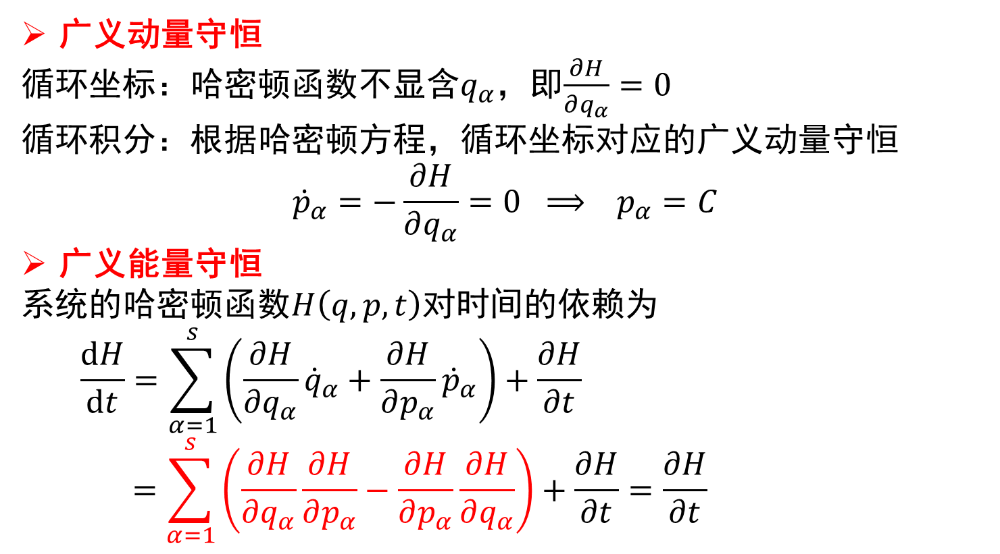 ➢ 广义动量守恒
循环坐标：哈密顿函数不显含$q_\alpha$，即$\frac{\partial H}{\partial q_\alpha} = 0$
循环积分：根据哈密顿方程，循环坐标对应的广义动量守恒
$\dot{p}_\alpha = -\frac{\partial H}{\partial q_\alpha} = 0 \implies p_\alpha = C$
➢ 广义能量守恒
系统的哈密顿函数$H(q, p, t)$对时间的依赖为
$\frac{\mathrm{d}H}{\mathrm{d}t} = \sum_{\alpha=1}^{s} \left( \frac{\partial H}{\partial q_\alpha} \dot{q}_\alpha + \frac{\partial H}{\partial p_\alpha} \dot{p}_\alpha \right) + \frac{\partial H}{\partial t}$
$= \sum_{\alpha=1}^{s} \left( \frac{\partial H}{\partial q_\alpha} \frac{\partial H}{\partial p_\alpha} - \frac{\partial H}{\partial p_\alpha} \frac{\partial H}{\partial q_\alpha} \right) + \frac{\partial H}{\partial t} = \frac{\partial H}{\partial t}$